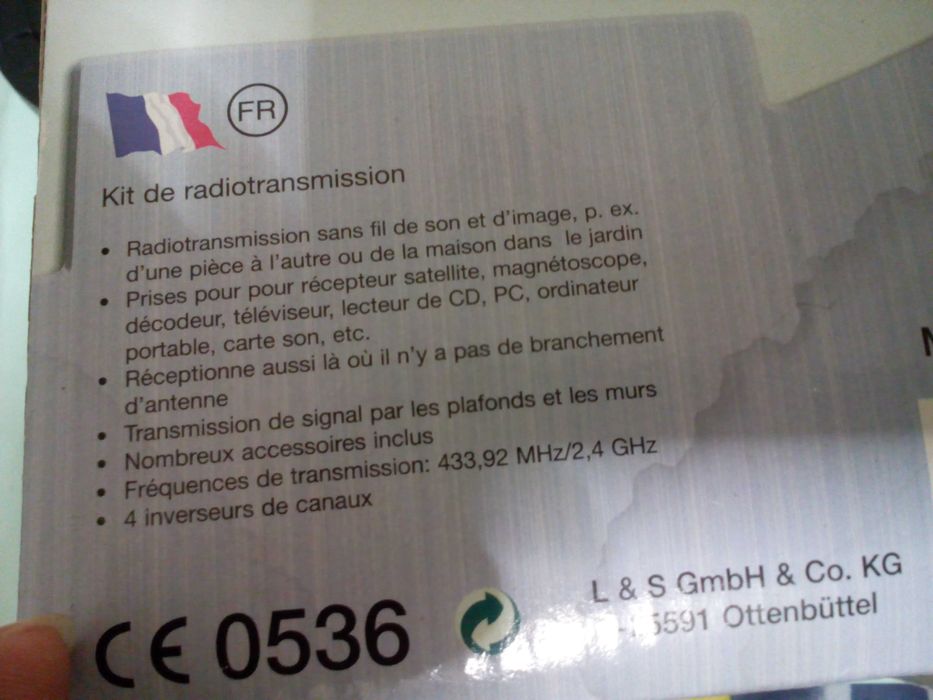 FR
Kit de radiotransmission
• Radiotransmission sans fil de son et d'image, p. ex.
d'une pièce à l'autre ou de la maison dans le jardin
• Prises pour pour récepteur satellite, magnétoscope,
décodeur, téléviseur, lecteur de CD, PC, ordinateur
portable, carte son, etc.
• Réceptionne aussi là où il n'y a pas de branchement
d'antenne
• Transmission de signal par les plafonds et les murs
• Nombreux accessoires inclus
• Fréquences de transmission: 433,92 MHz/2,4 GHz
• 4 inverseurs de canaux
CE 0536
L & S GmbH & Co. KG
Ottenbüttel